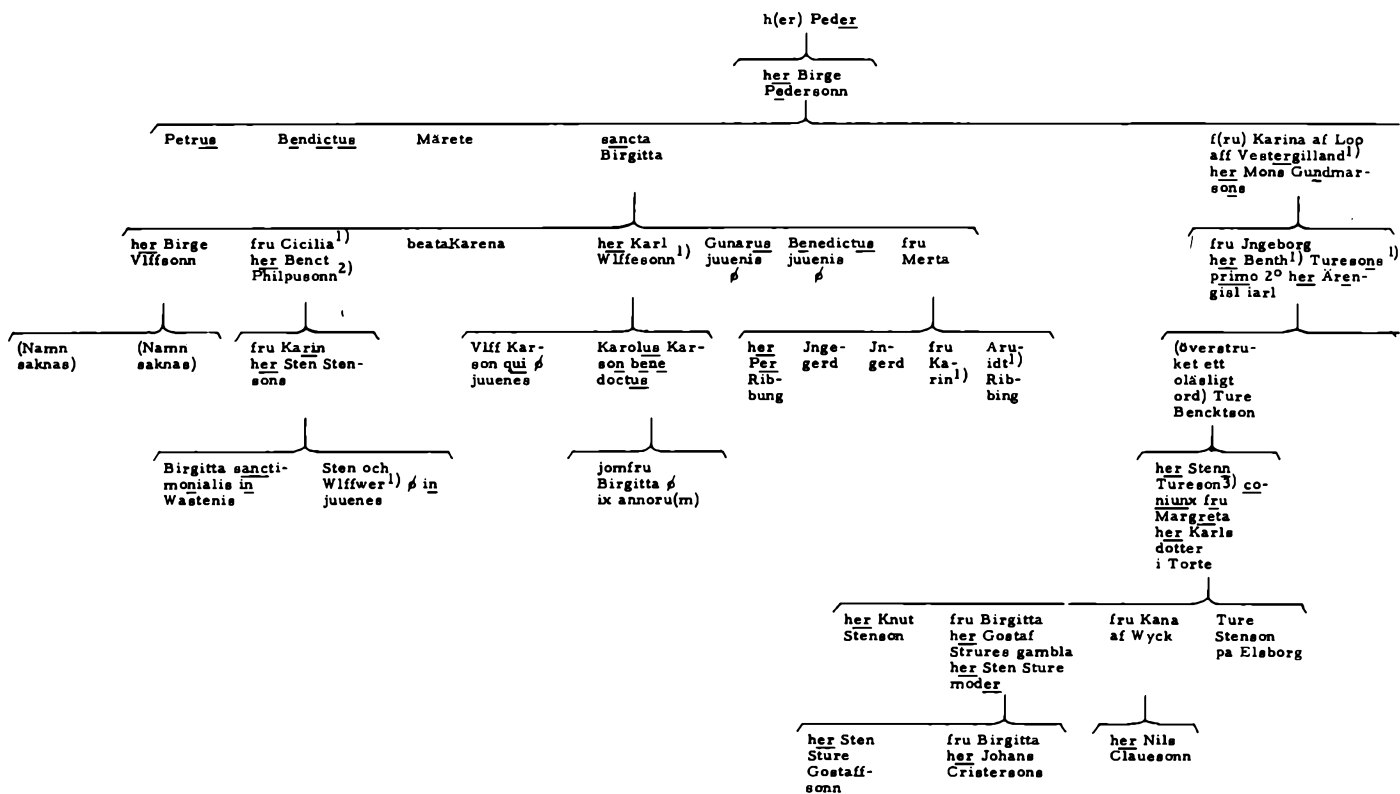 h(er) Peder
her Birge
Pedersonn
Petrus
Bendictus
Märete
sancta
Birgitta
f(ru) Karina af Loo
aff Vestergilland1)
her Mons Gundmar-
sons
her Birge
Vlffsonn
fru Cicilia1)
her Benct
Philpusonn2)
beataKarena
her Karl
Wlffesonn1)
Gunarus
juuenis
ø
Benedictus
juuenis
ø
fru
Merta
fru Jngeborg
her Benth1) Turesons1)
primo 2o her Ären-
gisl iarl
(Namn
saknas)
(Namn
saknas)
fru Karin
her Sten Sten-
sons
Vlff Kar-
son qui ø
juuenes
Karolus Kar-
son bene
doctus
her
Per
Rib-
bung
Jnge-
gerd
Jn-
gerd
fru
Ka-
rin1)
Aru-
idt1)
Rib-
bing
(överstru-
ket ett
oläsligt
ord) Ture
Bencktson
Birgitta sancti-
monialis in
Wastenis
Sten och
Wlffwer1) ø in
juuenes
jomfru
Birgitta ø
ix annoru(m)
her Stenn
Tureson3) co-
niunx fru
Margreta
her Karls
dotter
i Torte
her Knut
Stenson
fru Birgitta
her Gostaf
Strures gambla
her Sten Sture
moder
fru Kana
af Wyck
Ture
Stenson
pa Elsborg
her Sten
Sture
Gostaff-
sonn
fru Birgitta
her Johans
Cristersons
her Nils
Clauesonn